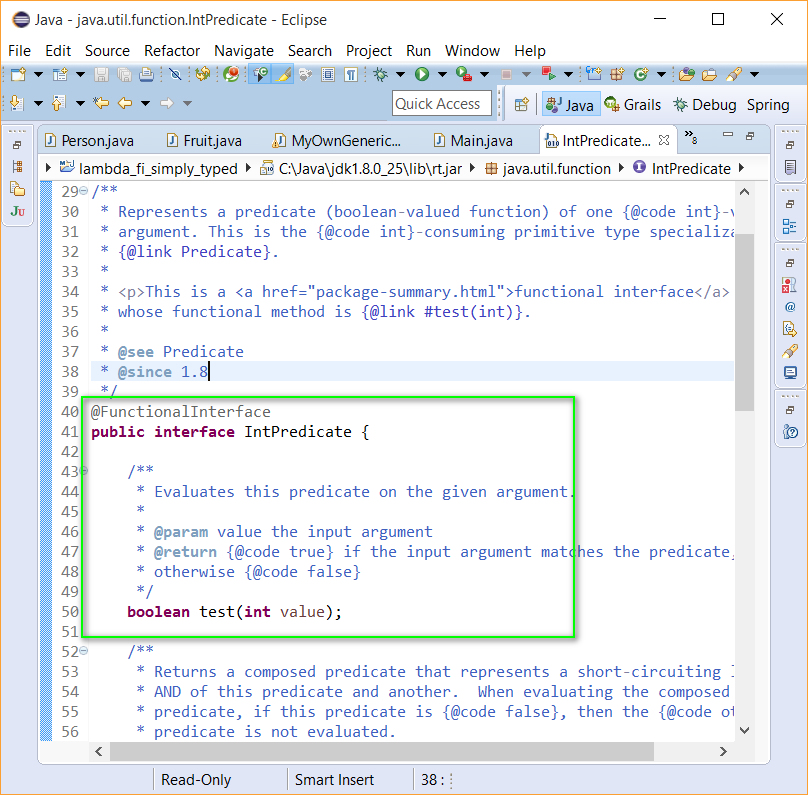 Java - java.util.function.IntPredicate - Eclipse
File Edit Source Refactor Navigate Search Project Run Window Help
Quick Access Java Grails Debug Spring
Person.java Fruit.java MyOwnGeneric... Main.java IntPredicate... »8
lambda_fi_simply_typed C:\Java\jdk1.8.0_25\lib\rt.jar java.util.function IntPredicate
29 /**
30 * Represents a predicate (boolean-valued function) of one {@code int}-v
31 * argument. This is the {@code int}-consuming primitive type specializa
32 * {@link Predicate}.
33 *
34 * <p>This is a <a href="package-summary.html">functional interface</a>
35 * whose functional method is {@link #test(int)}.
36 *
37 * @see Predicate
38 * @since 1.8
39 */
40 @FunctionalInterface
41 public interface IntPredicate {
42
43 /**
44 * Evaluates this predicate on the given argument.
45 *
46 * @param value the input argument
47 * @return {@code true} if the input argument matches the predicate,
48 * otherwise {@code false}
49 */
50 boolean test(int value);
51
52 /**
53 * Returns a composed predicate that represents a short-circuiting
54 * AND of this predicate and another.  When evaluating the composed
55 * predicate, if this predicate is {@code false}, then the {@code ot
56 * predicate is not evaluated.
Read-Only Smart Insert 38 :